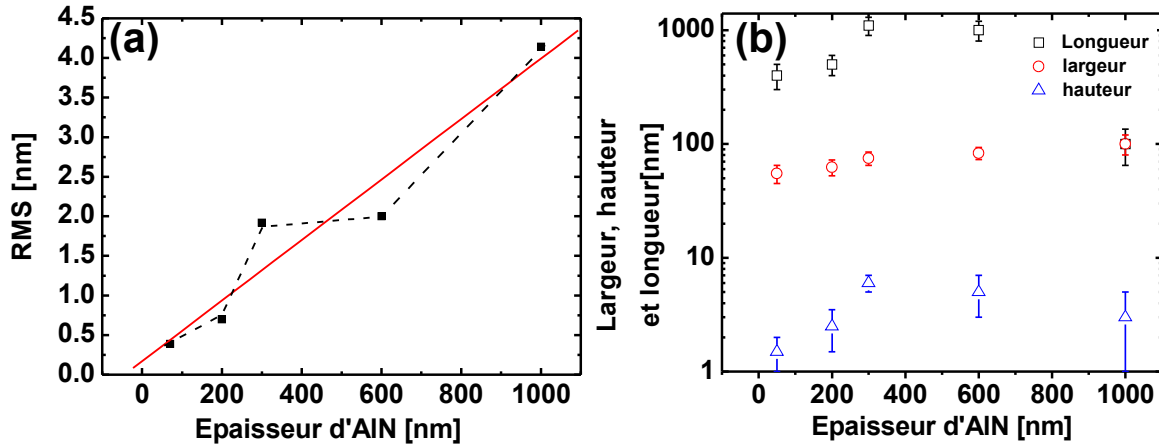 (a)
4.5
4.0
3.5
3.0
2.5
2.0
1.5
1.0
0.5
0.0
RMS [nm]
0 200 400 600 800 1000
Epaisseur d'AlN [nm]
(b)
1000
100
10
1
Largeur, hauteur
et longueur[nm]
Longueur
largeur
hauteur
0 200 400 600 800 1000
Epaisseur d'AlN [nm]